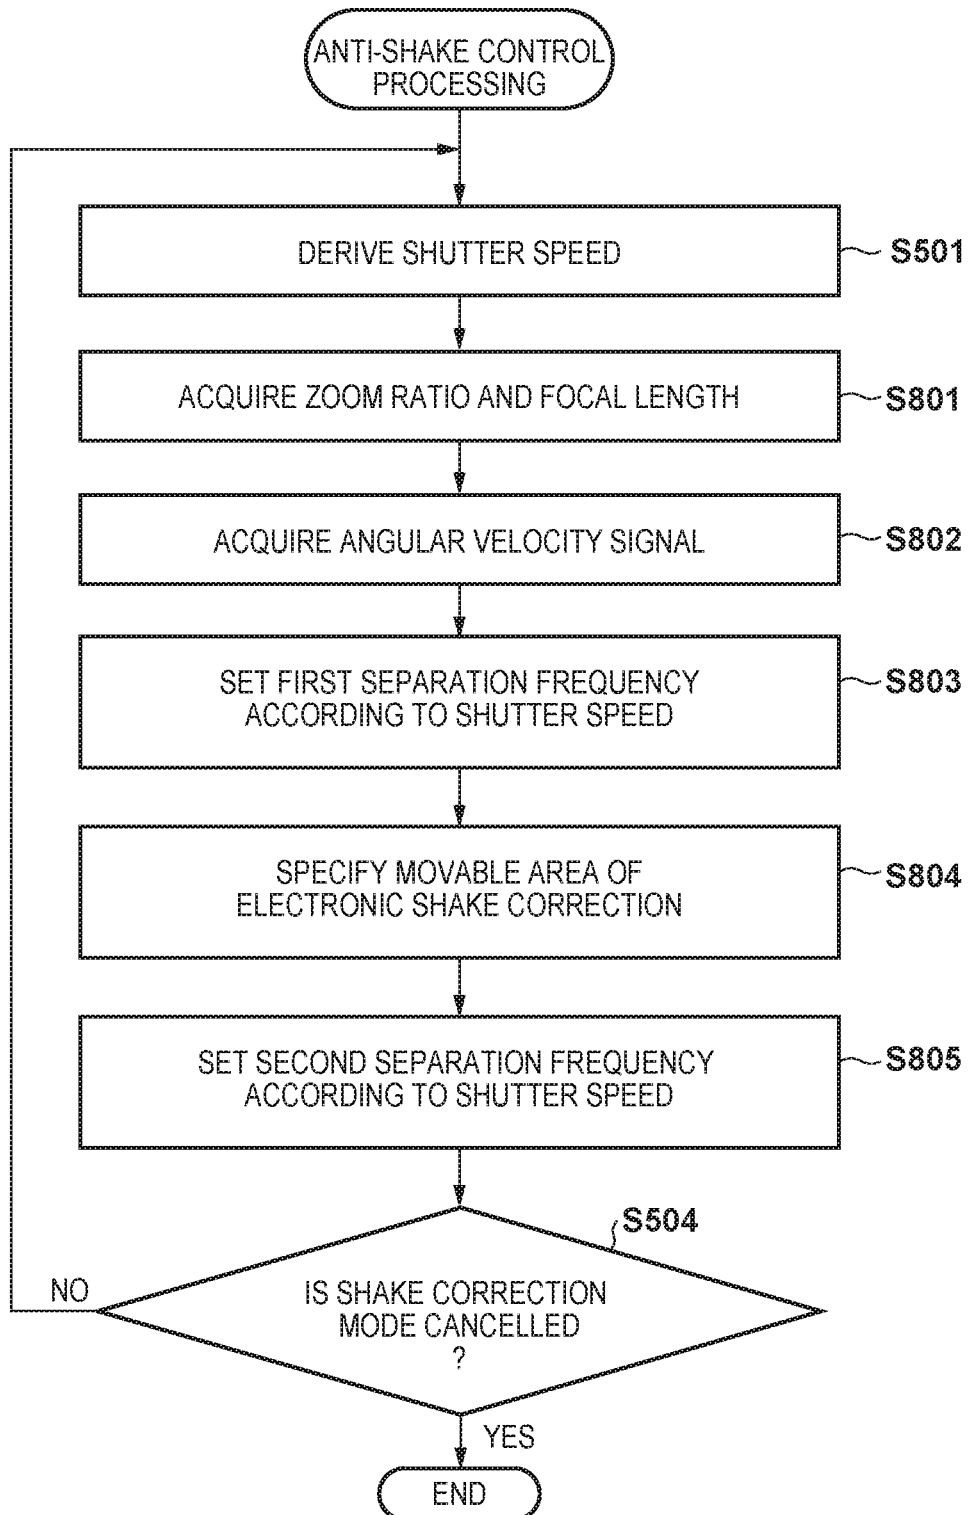 ANTI-SHAKE CONTROL
PROCESSING
DERIVE SHUTTER SPEED
S501
ACQUIRE ZOOM RATIO AND FOCAL LENGTH
S801
ACQUIRE ANGULAR VELOCITY SIGNAL
S802
SET FIRST SEPARATION FREQUENCY
ACCORDING TO SHUTTER SPEED
S803
SPECIFY MOVABLE AREA OF
ELECTRONIC SHAKE CORRECTION
S804
SET SECOND SEPARATION FREQUENCY
ACCORDING TO SHUTTER SPEED
S805
S504
NO
IS SHAKE CORRECTION
MODE CANCELLED
?
YES
END